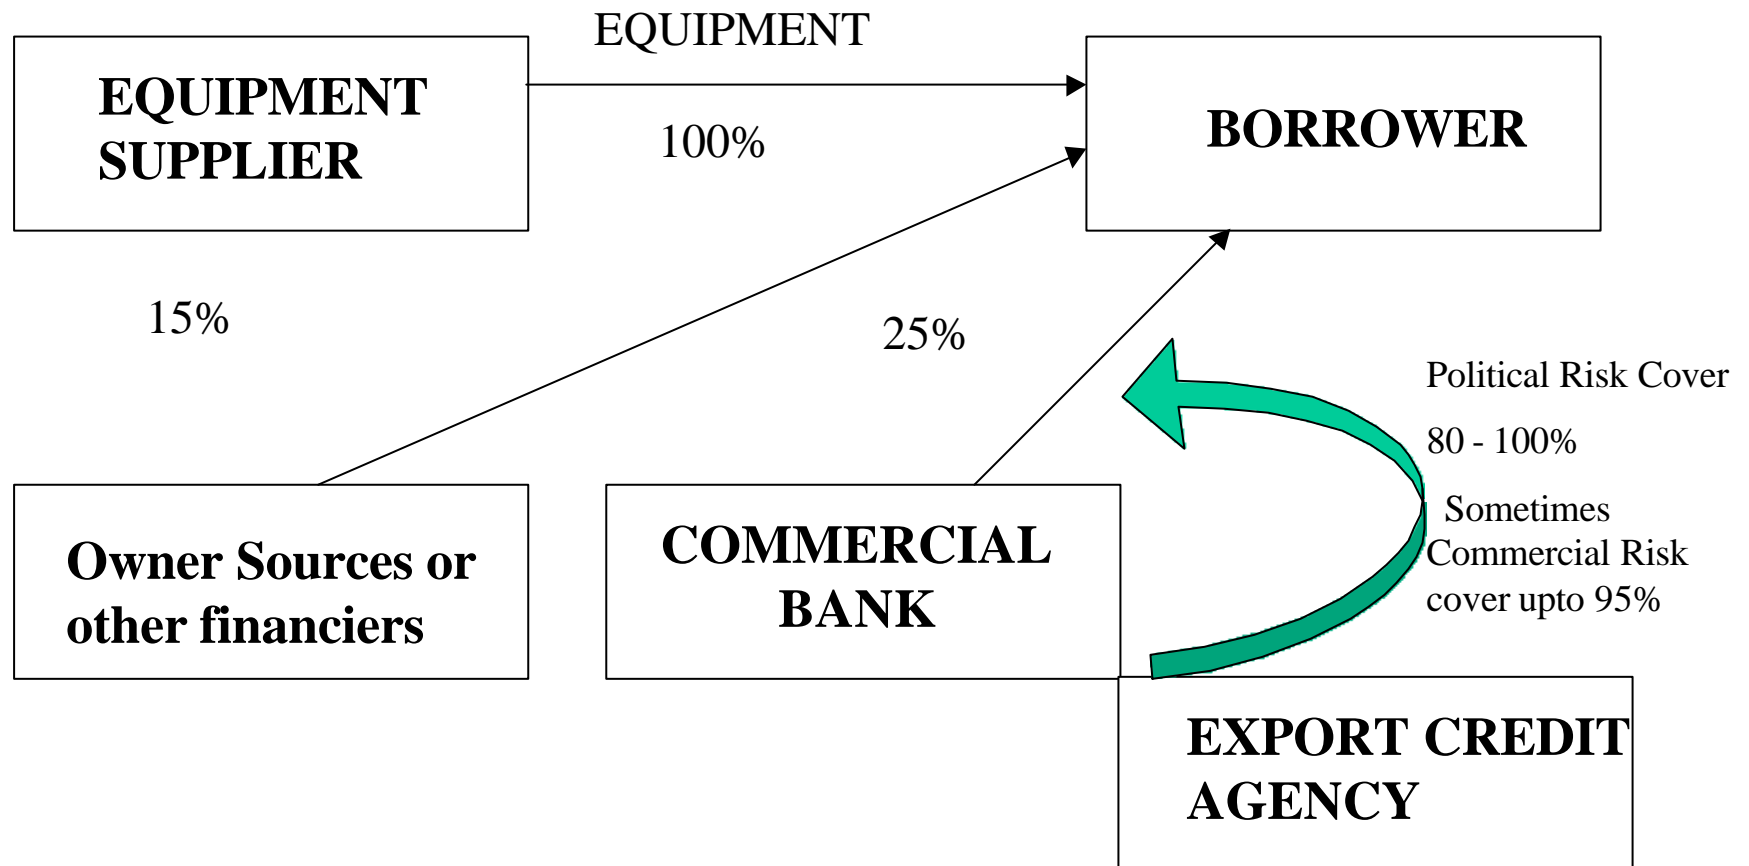 EQUIPMENT
EQUIPMENT
SUPPLIER
100%
BORROWER
15%
25%
Political Risk Cover
80 - 100%
Sometimes
Commercial Risk
cover upto 95%
Owner Sources or
other financiers
COMMERCIAL
BANK
EXPORT CREDIT
AGENCY